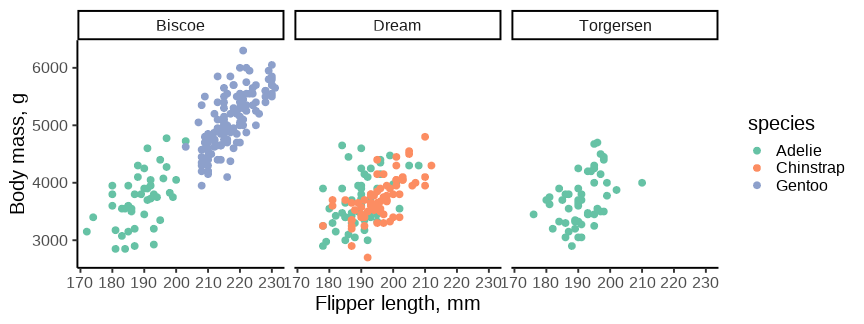 Biscoe Dream Torgersen
Body mass, g
6000
5000
4000
3000
170 180 190 200 210 220 230 170 180 190 200 210 220 230 170 180 190 200 210 220 230
Flipper length, mm
species
Adelie
Chinstrap
Gentoo